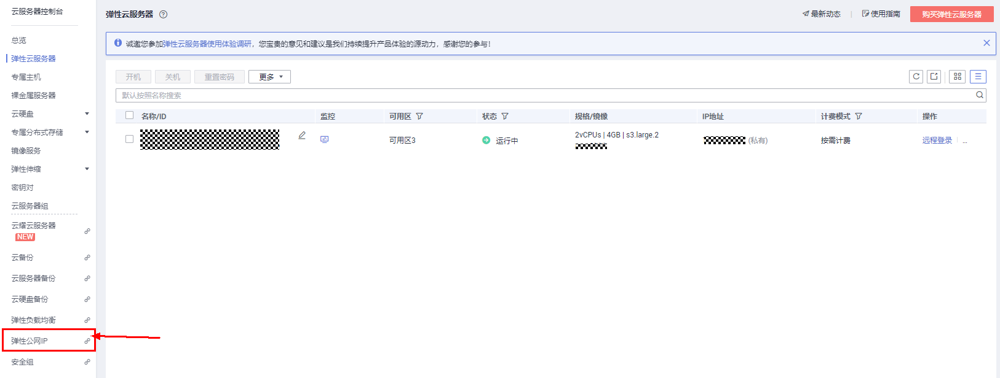 云服务器控制台
总览
弹性云服务器
专属主机
裸金属服务器
云硬盘
专属分布式存储
镜像服务
弹性伸缩
密钥对
云服务器组
云耀云服务器
NEW
云备份
云服务器备份
云硬盘备份
弹性负载均衡
弹性公网IP
安全组
弹性云服务器
最新动态 | 使用指南 购买弹性云服务器
诚邀您参加弹性云服务器使用体验调研，您宝贵的意见和建议是我们持续提升产品体验的源动力，感谢您的参与！
开机 关机 重置密码 更多
默认按照名称搜索
名称/ID 监控 可用区 状态 规格/镜像 IP地址 计费模式 操作
可用区3 运行中 2vCPUs | 4GB | s3.large.2 (私有) 按需计费 远程登录 ...